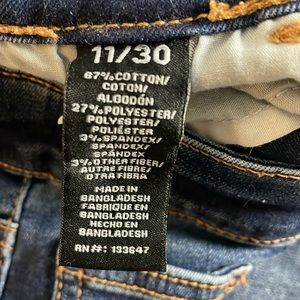 11/30
67%COTTON/
COTON/
ALGODÓN
27%POLYESTER/
POLYESTER/
POLIÉSTER
3%SPANDEX/
SPANDEX/
SPANDEX
3%OTHER FIBER/
AUTRE FIBRE/
OTRA FIBRA
MADE IN
BANGLADESH
FABRIQUE EN
BANGLADESH
HECHO EN
BANGLADESH
RN#: 133647